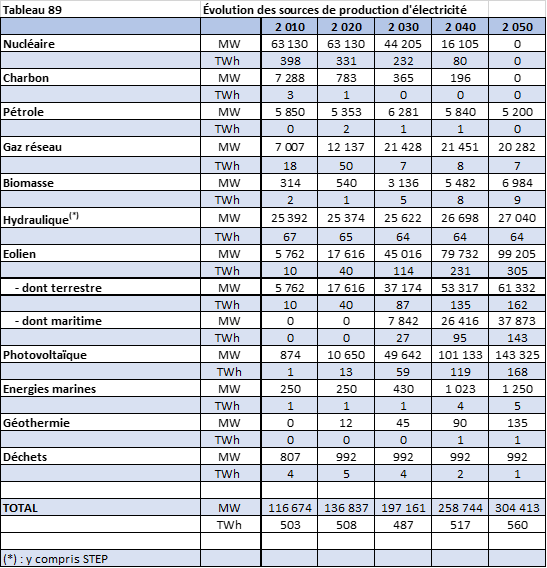 Tableau 89 Évolution des sources de production d'électricité
2 010 2 020 2 030 2 040 2 050
Nucléaire MW 63 130 63 130 44 205 16 105 0
TWh 398 331 232 80 0
Charbon MW 7 288 783 365 196 0
TWh 3 1 0 0 0
Pétrole MW 5 850 5 353 6 281 5 840 5 200
TWh 0 2 1 1 0
Gaz réseau MW 7 007 12 137 21 428 21 451 20 282
TWh 18 50 7 8 7
Biomasse MW 314 540 3 136 5 482 6 984
TWh 2 1 5 8 9
Hydraulique(*) MW 25 392 25 374 25 622 26 698 27 040
TWh 67 65 64 64 64
Eolien MW 5 762 17 616 45 016 79 732 99 205
TWh 10 40 114 231 305
- dont terrestre MW 5 762 17 616 37 174 53 317 61 332
TWh 10 40 87 135 162
- dont maritime MW 0 0 7 842 26 416 37 873
TWh 0 0 27 95 143
Photovoltaïque MW 874 10 650 49 642 101 133 143 325
TWh 1 13 59 119 168
Energies marines MW 250 250 430 1 023 1 250
TWh 1 1 1 4 5
Géothermie MW 0 12 45 90 135
TWh 0 0 0 1 1
Déchets MW 807 992 992 992 992
TWh 4 5 4 2 1
TOTAL MW 116 674 136 837 197 161 258 744 304 413
TWh 503 508 487 517 560
(*) : y compris STEP